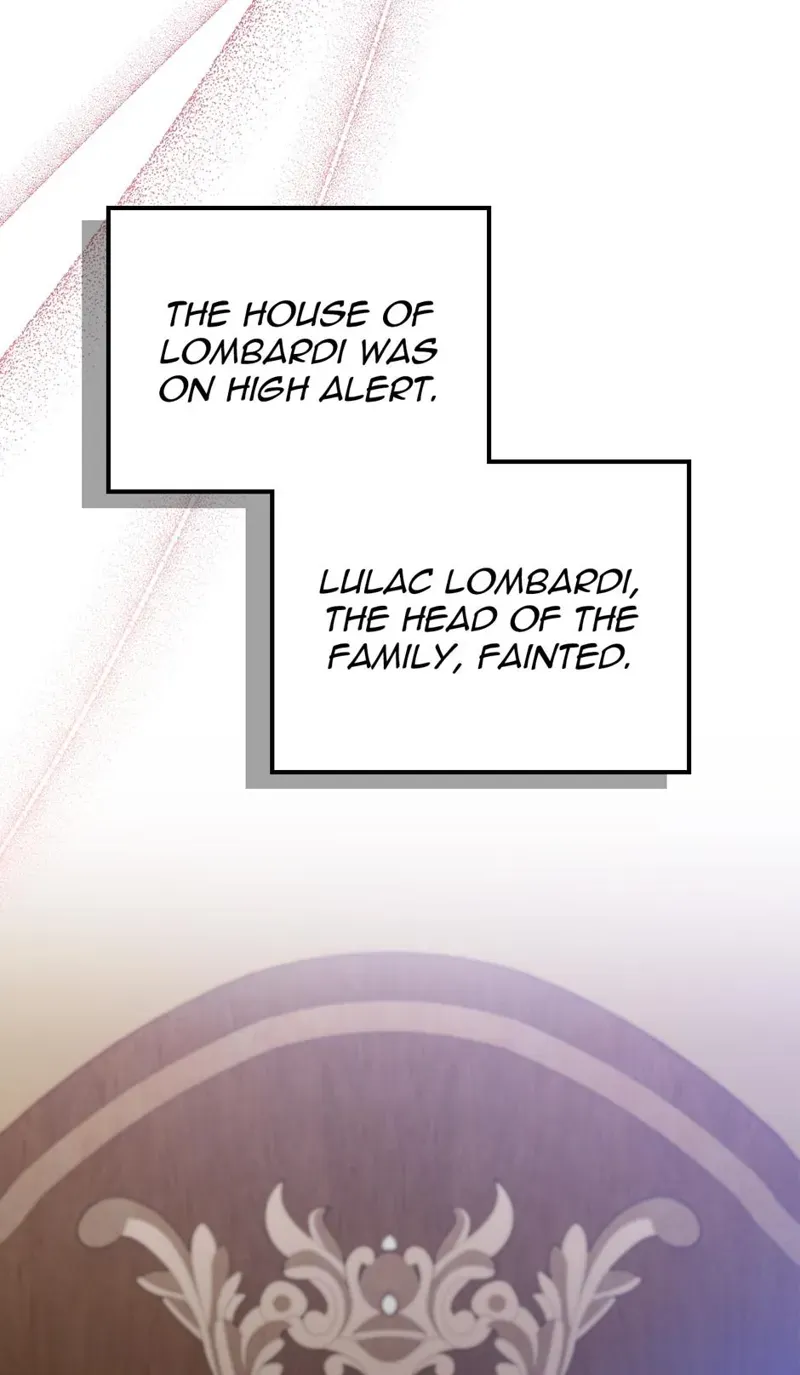 THE HOUSE OF
LOMBARDI WAS
ON HIGH ALERT.
LULAC LOMBARDI,
THE HEAD OF THE
FAMILY, FAINTED.